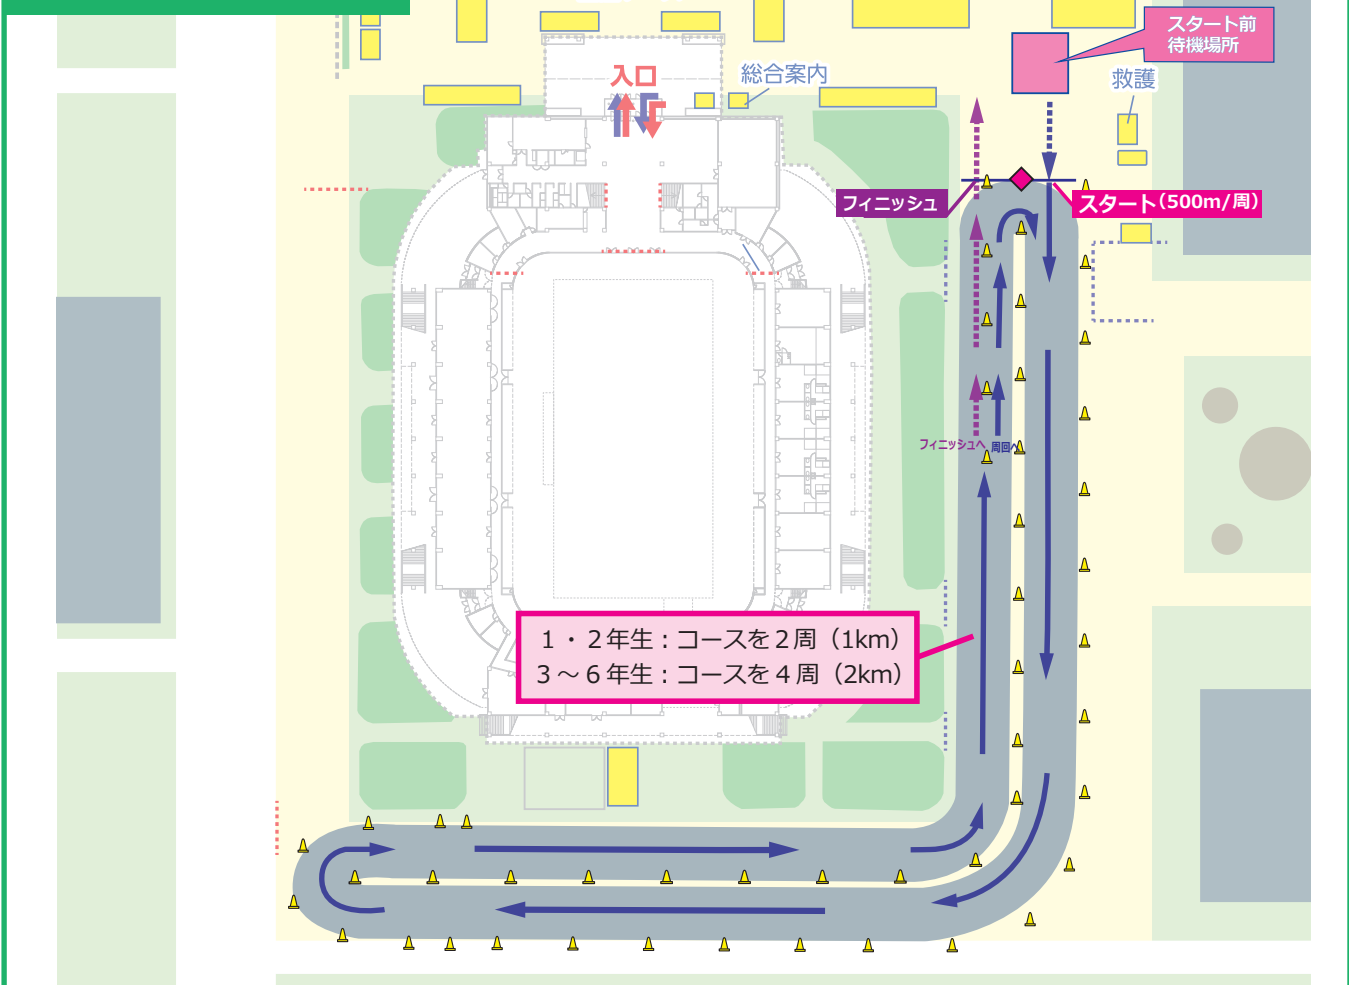 スタート前
待機場所
入口
総合案内
救護
フィニッシュ
スタート(500m/周)
フィニッシュへ
周回へ
1・2年生：コースを2周（1km）
3～6年生：コースを4周（2km）